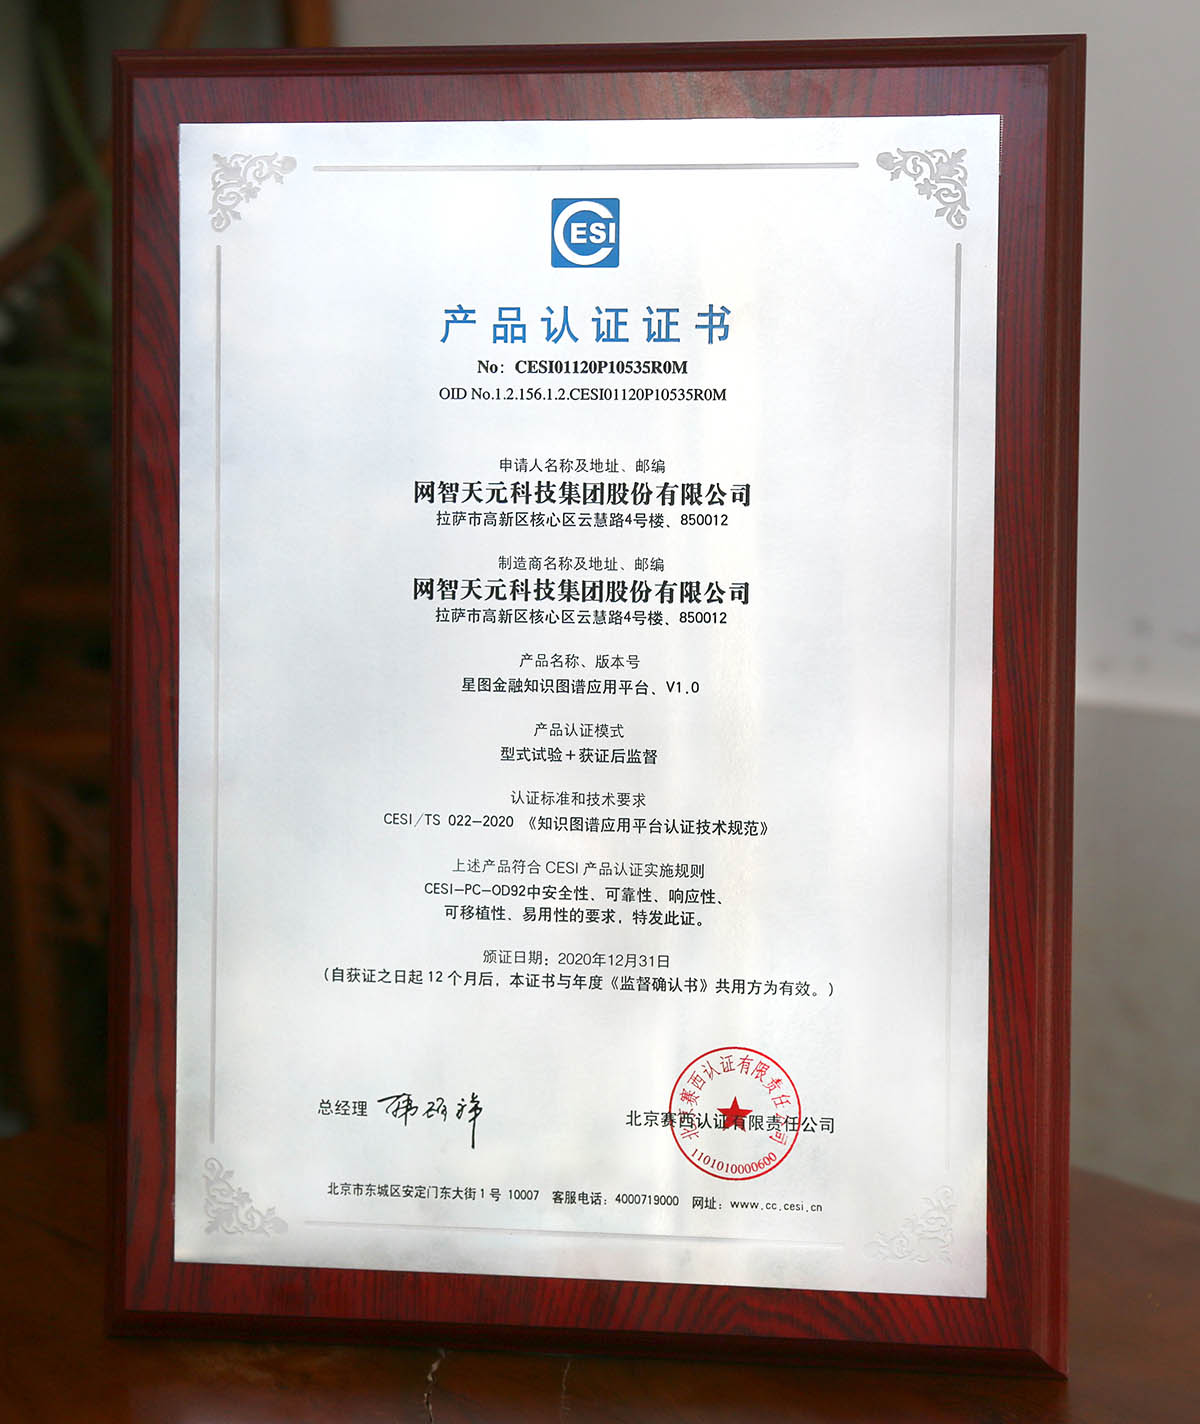 CESI
产品认证证书
No: CESI01120P10535R0M
OID No.1.2.156.1.2.CESI01120P10535R0M
申请人名称及地址、邮编
网智天元科技集团股份有限公司
拉萨市高新区核心区云慧路4号楼、850012
制造商名称及地址、邮编
网智天元科技集团股份有限公司
拉萨市高新区核心区云慧路4号楼、850012
产品名称、版本号
星图金融知识图谱应用平台、V1.0
产品认证模式
型式试验+获证后监督
认证标准和技术要求
CESI/TS 022-2020 《知识图谱应用平台认证技术规范》
上述产品符合 CESI 产品认证实施规则
CESI-PC-OD92中安全性、可靠性、响应性、
可移植性、易用性的要求，特发此证。
颁证日期：2020年12月31日
（自获证之日起 12 个月后，本证书与年度《监督确认书》共用方为有效。）
总经理
北京赛西认证有限责任公司
北京赛西认证有限责任公司
1101010000600
北京市东城区安定门东大街 1 号 10007 客服电话：4000719000 网址：www.cc.cesi.cn